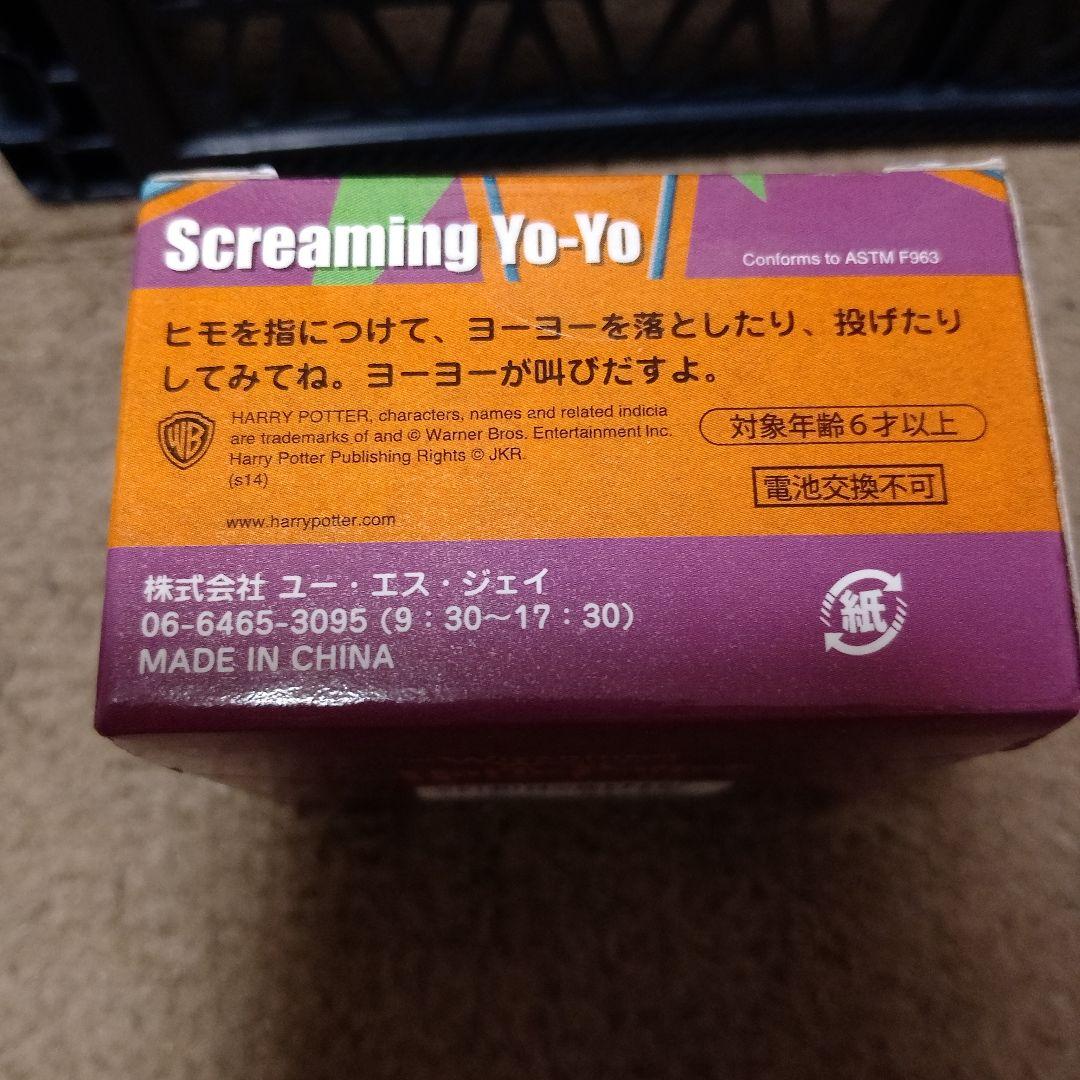 Screaming Yo-Yo
Conforms to ASTM F963
ヒモを指につけて、ヨーヨーを落としたり、投げたり
してみてね。ヨーヨーが叫びだすよ。
WB
HARRY POTTER, characters, names and related indicia
are trademarks of and © Warner Bros. Entertainment Inc.
Harry Potter Publishing Rights © JKR.
(s14)
対象年齢6才以上
電池交換不可
www.harrypotter.com
株式会社 ユー・エス・ジェイ
06-6465-3095（9：30～17：30）
MADE IN CHINA
紙